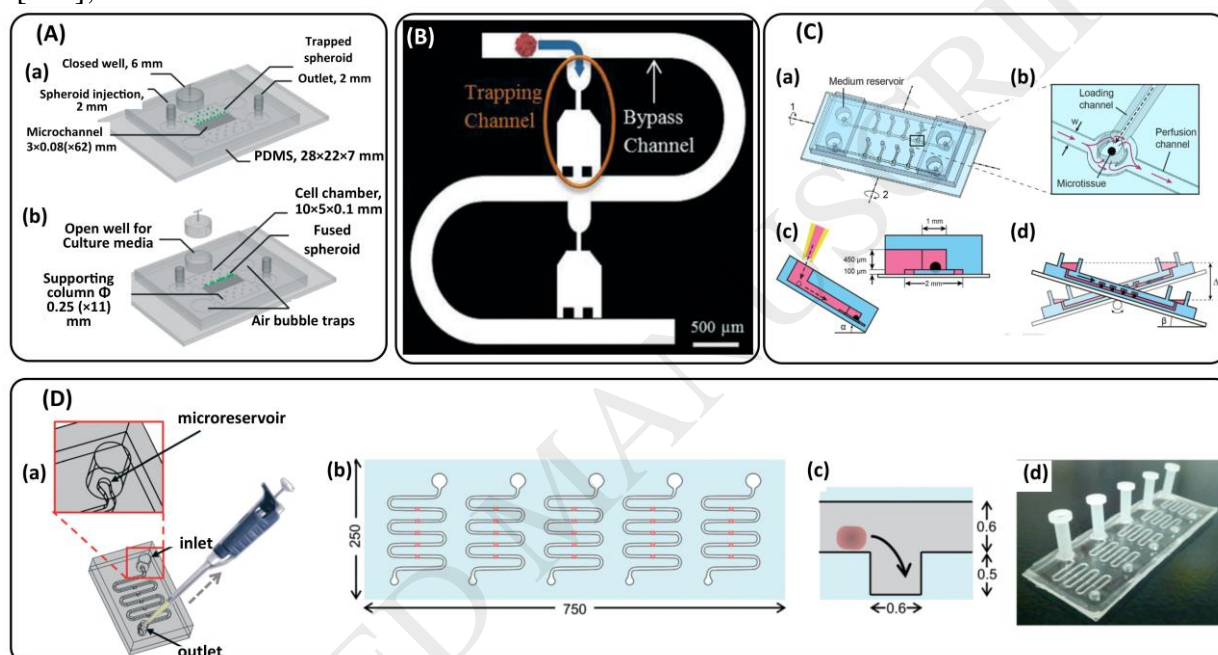 (A)
(a)
Closed well, 6 mm
Trapped
spheroid
Outlet, 2 mm
Spheroid injection,
2 mm
Microchannel
3×0.08(×62) mm
PDMS, 28×22×7 mm
(b)
Cell chamber,
10×5×0.1 mm
Open well for
Culture media
Fused
spheroid
Supporting
column Φ
0.25 (×11)
mm
Air bubble traps
(B)
Trapping
Channel
Bypass
Channel
500 µm
(C)
(a)
Medium reservoir
1
2
(b)
Loading
channel
w
Perfusion
channel
Microtissue
(c)
1 mm
450 µm
100 µm
2 mm
α
(d)
β
(D)
microreservoir
(a)
inlet
outlet
(b)
250
750
(c)
0.6
0.5
0.6
(d)
ED MANUSCRI